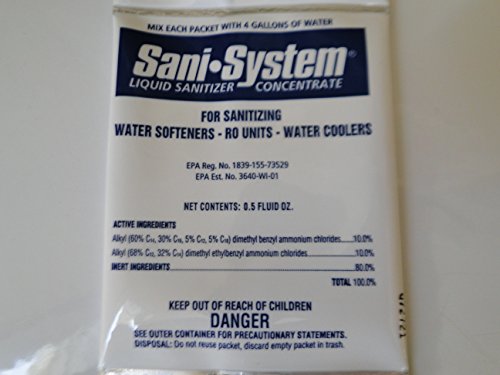 MIX EACH PACKET WITH 4 GALLONS OF WATER
Sani•System®
LIQUID SANITIZER CONCENTRATE
FOR SANITIZING
WATER SOFTENERS - RO UNITS - WATER COOLERS
EPA Reg. No. 1839-155-73529
EPA Est. No. 3640-WI-01
NET CONTENTS: 0.5 FLUID OZ.
ACTIVE INGREDIENTS
Alkyl (60% C₁₄, 30% C₁₆, 5% C₁₂, 5% C₁₈) dimethyl benzyl ammonium chlorides......10.0%
Alkyl (68% C₁₂, 32% C₁₄) dimethyl ethylbenzyl ammonium chlorides......10.0%
INERT INGREDIENTS......80.0%
TOTAL 100.0%
KEEP OUT OF REACH OF CHILDREN
DANGER
SEE OUTER CONTAINER FOR PRECAUTIONARY STATEMENTS.
DISPOSAL: Do not reuse packet, discard empty packet in trash.